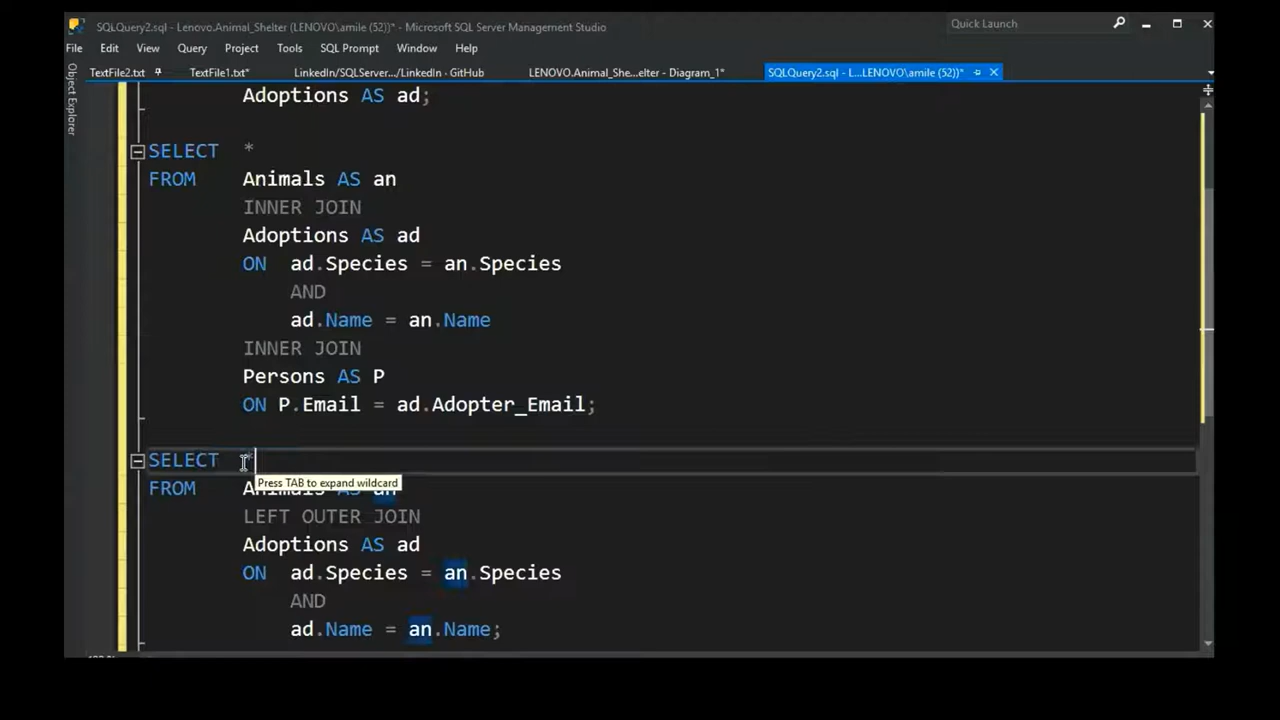 SQLQuery2.sql - Lenovo.Animal_Shelter (LENOVO\amile (52))* - Microsoft SQL Server Management Studio
Quick Launch
File Edit View Query Project Tools SQL Prompt Window Help
TextFile2.txt TextFile1.txt* LinkedIn/SQLServer.../LinkedIn - GitHub LENOVO.Animal_She...elter - Diagram_1* SQLQuery2.sql - L...LENOVO\amile (52))*
Object Explorer
Adoptions AS ad;
SELECT *
FROM Animals AS an
INNER JOIN
Adoptions AS ad
ON ad.Species = an.Species
AND
ad.Name = an.Name
INNER JOIN
Persons AS P
ON P.Email = ad.Adopter_Email;
SELECT *
Press TAB to expand wildcard
FROM Animals AS an
LEFT OUTER JOIN
Adoptions AS ad
ON ad.Species = an.Species
AND
ad.Name = an.Name;